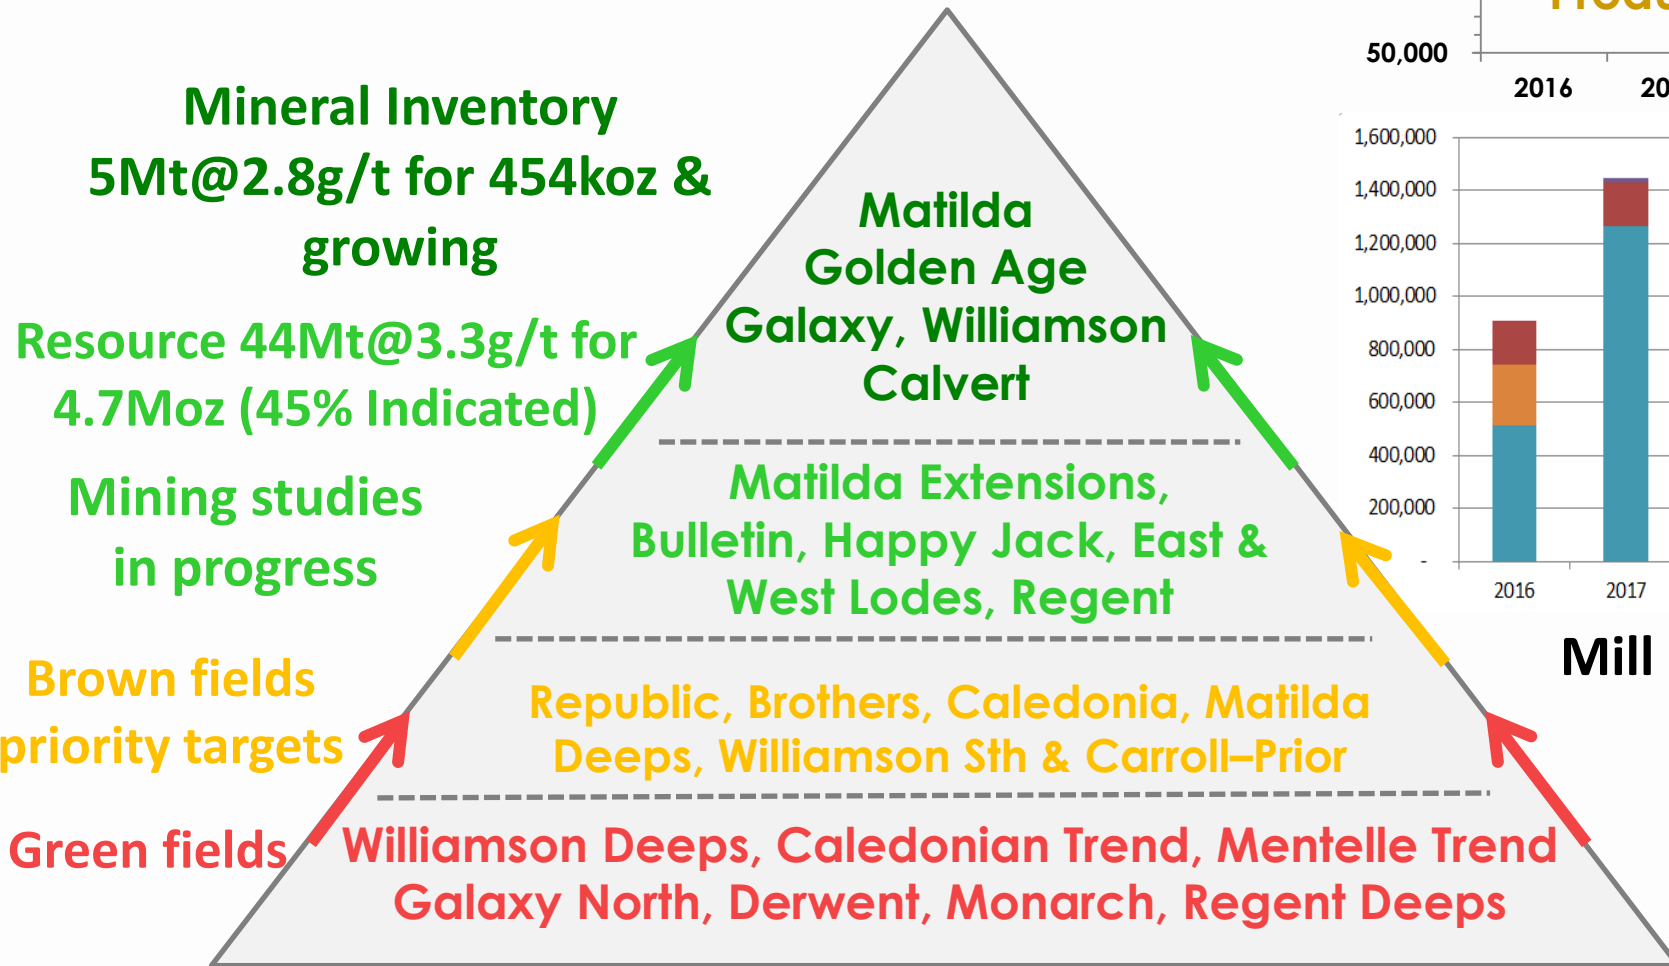 Mineral Inventory
5Mt@2.8g/t for 454koz &
growing
Resource 44Mt@3.3g/t for
4.7Moz (45% Indicated)
Mining studies
in progress
Brown fields
priority targets
Green fields
Matilda
Golden Age
Galaxy, Williamson
Calvert
Matilda Extensions,
Bulletin, Happy Jack, East &
West Lodes, Regent
Republic, Brothers, Caledonia, Matilda
Deeps, Williamson Sth & Carroll–Prior
Williamson Deeps, Caledonian Trend, Mentelle Trend
Galaxy North, Derwent, Monarch, Regent Deeps
50,000
2016
1,600,000
1,400,000
1,200,000
1,000,000
800,000
600,000
400,000
200,000
-
2016 2017
Mill